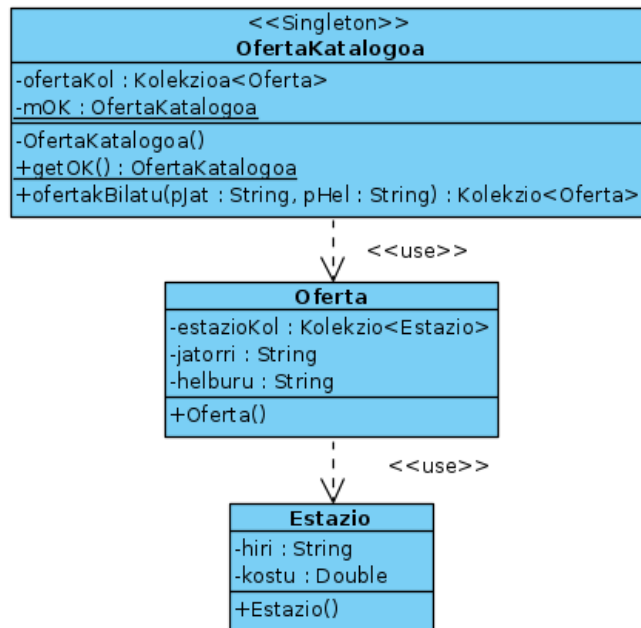 <<Singleton>>
OfertaKatalogoa
-ofertaKol : Kolekzioa<Oferta>
-mOK : OfertaKatalogoa
-OfertaKatalogoa()
+getOK() : OfertaKatalogoa
+ofertakBilatu(pJat : String, pHel : String) : Kolekzio<Oferta>
<<use>>
Oferta
-estazioKol : Kolekzio<Estazio>
-jatorri : String
-helburu : String
+Oferta()
<<use>>
Estazio
-hiri : String
-kostu : Double
+Estazio()